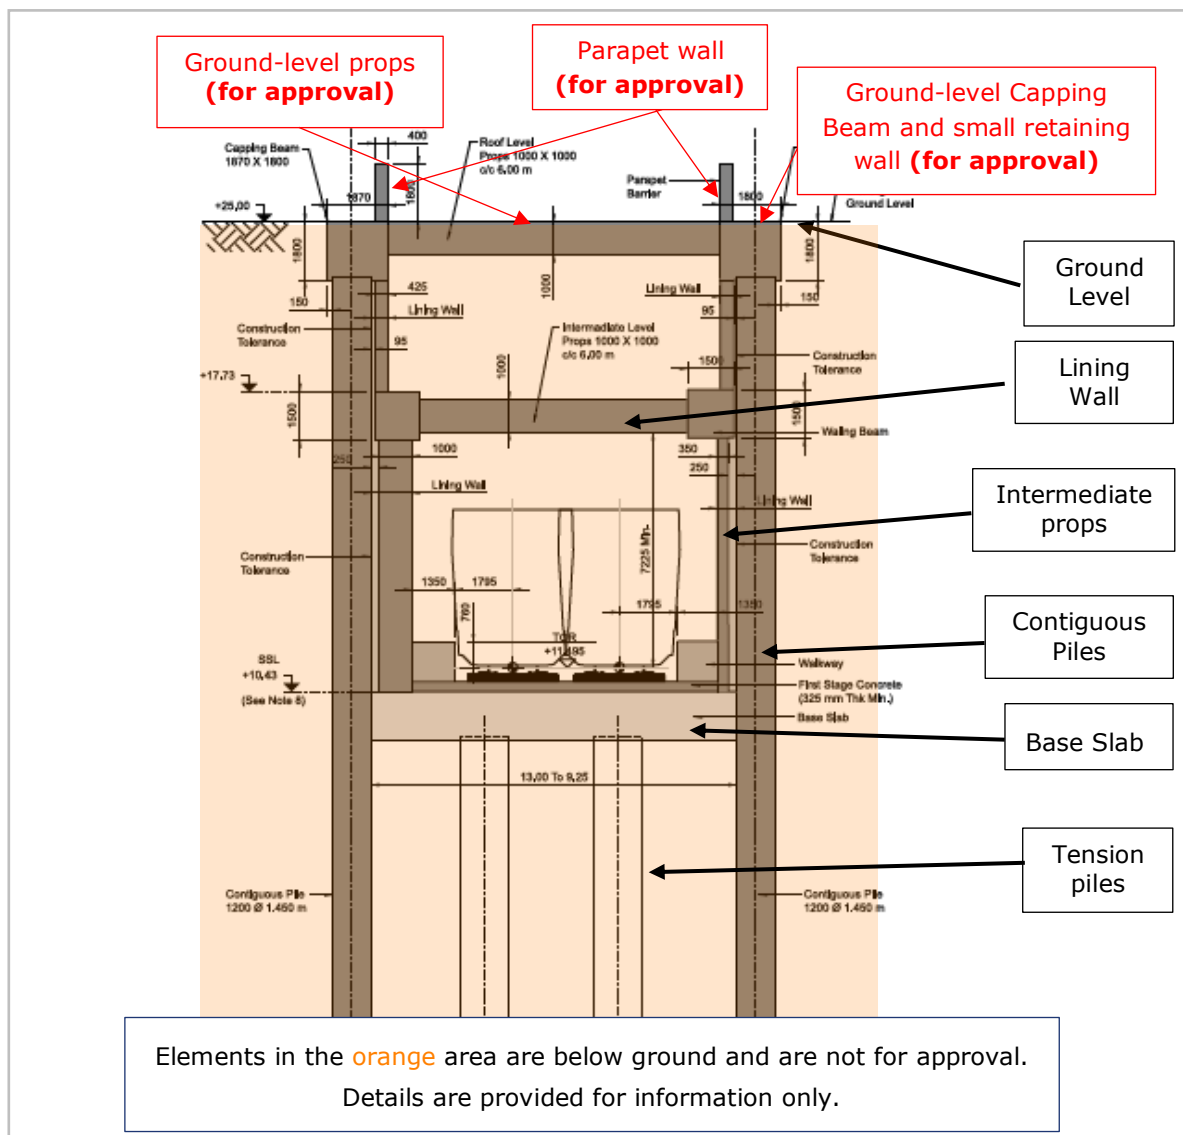 Ground-level props
(for approval)
Parapet wall
(for approval)
Ground-level Capping
Beam and small retaining
wall (for approval)
400
Capping Beam
1870 X 1800
Roof Level
Props 1000 X 1000
c/c 6.00 m
1800
Parapet
Barrier
1870
1800
Ground Level
+25.00
1800
1000
1800
Ground
Level
150
425
Lining Wall
Lining Wall
95
150
Construction
Tolerance
95
Intermediate Level
Props 1000 X 1000
c/c 6.00 m
1500
Construction
Tolerance
Lining
Wall
+17.73
1000
1500
1500
Waling Beam
250
1000
350
250
Lining Wall
Lining Wall
Intermediate
props
Construction
Tolerance
7225 Min.
Construction
Tolerance
1350
1795
1795
1350
760
TOR
+11.495
Contiguous
Piles
SSL
+10.43
(See Note 8)
Walkway
First Stage Concrete
(325 mm Thk Min.)
Base Slab
Base Slab
13.00 To 9.25
Tension
piles
Contiguous Pile
1200 Ø 1.450 m
Contiguous Pile
1200 Ø 1.450 m
Elements in the orange area are below ground and are not for approval.
Details are provided for information only.